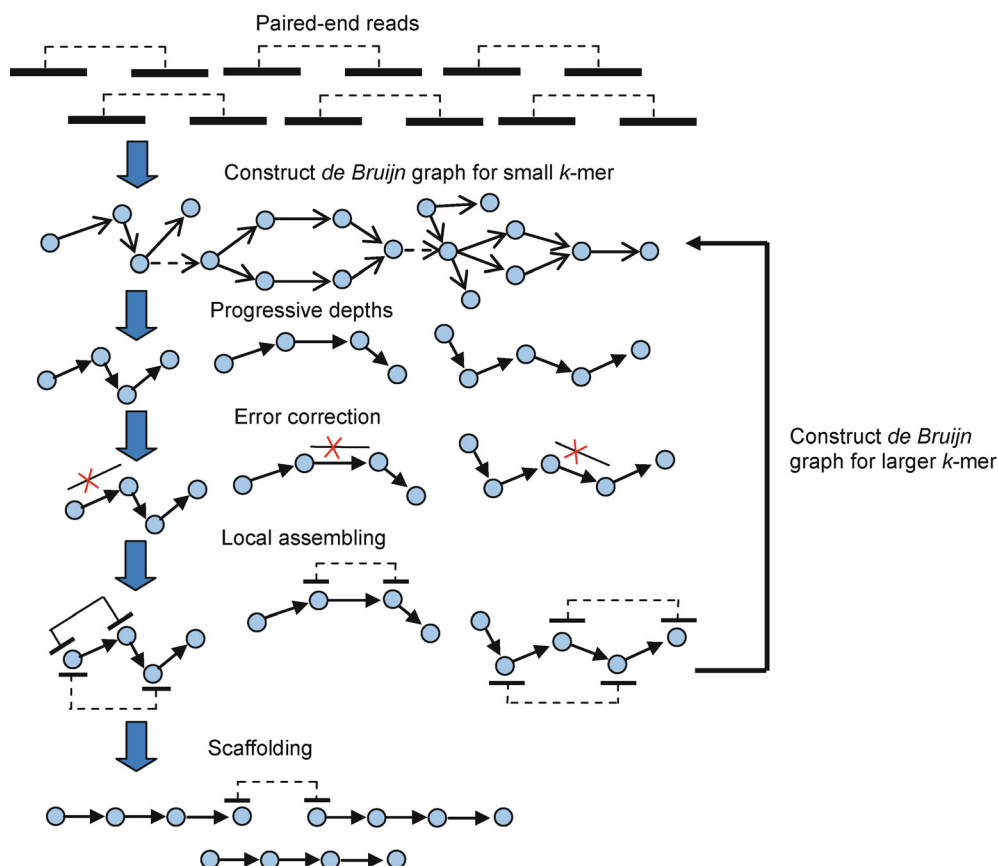 Paired-end reads
Construct de Bruijn graph for small k-mer
Progressive depths
Error correction
Construct de Bruijn
graph for larger k-mer
Local assembling
Scaffolding